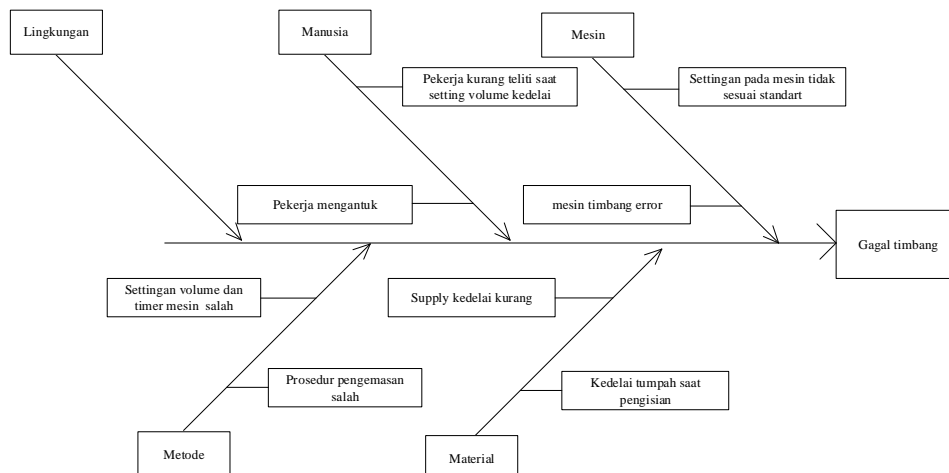 Lingkungan
Manusia
Mesin
Pekerja kurang teliti saat
setting volume kedelai
Settingan pada mesin tidak
sesuai standart
Pekerja mengantuk
mesin timbang error
Gagal timbang
Settingan volume dan
timer mesin salah
Supply kedelai kurang
Prosedur pengemasan
salah
Kedelai tumpah saat
pengisian
Metode
Material